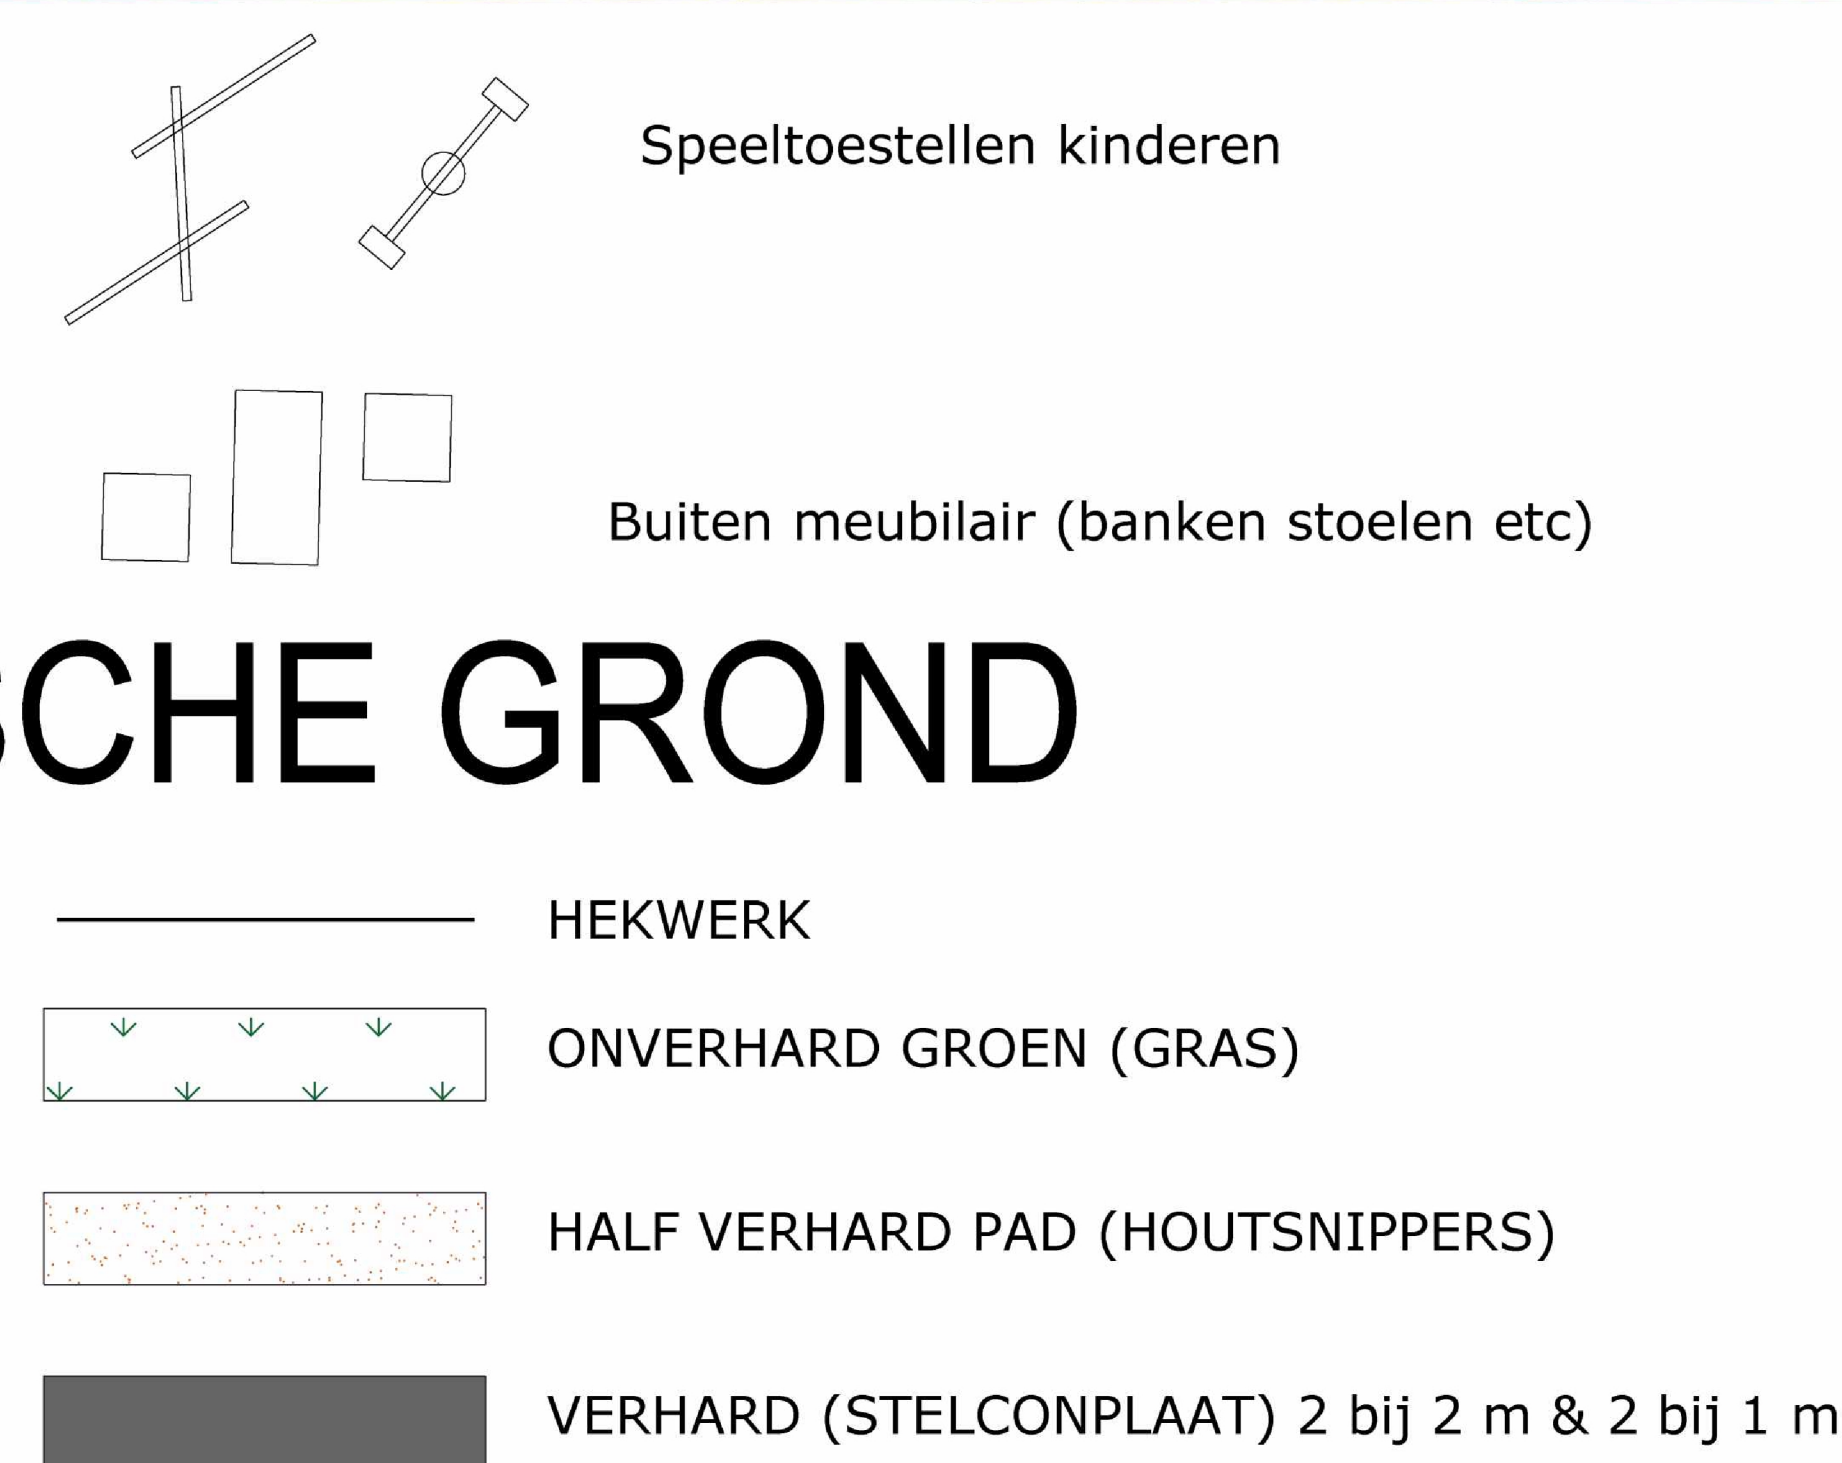 Speeltoestellen kinderen
Buiten meubilair (banken stoelen etc)
SCHE GROND
HEKWERK
ONVERHARD GROEN (GRAS)
HALF VERHARD PAD (HOUTSNIPPERS)
VERHARD (STELCONPLAAT) 2 bij 2 m & 2 bij 1 m